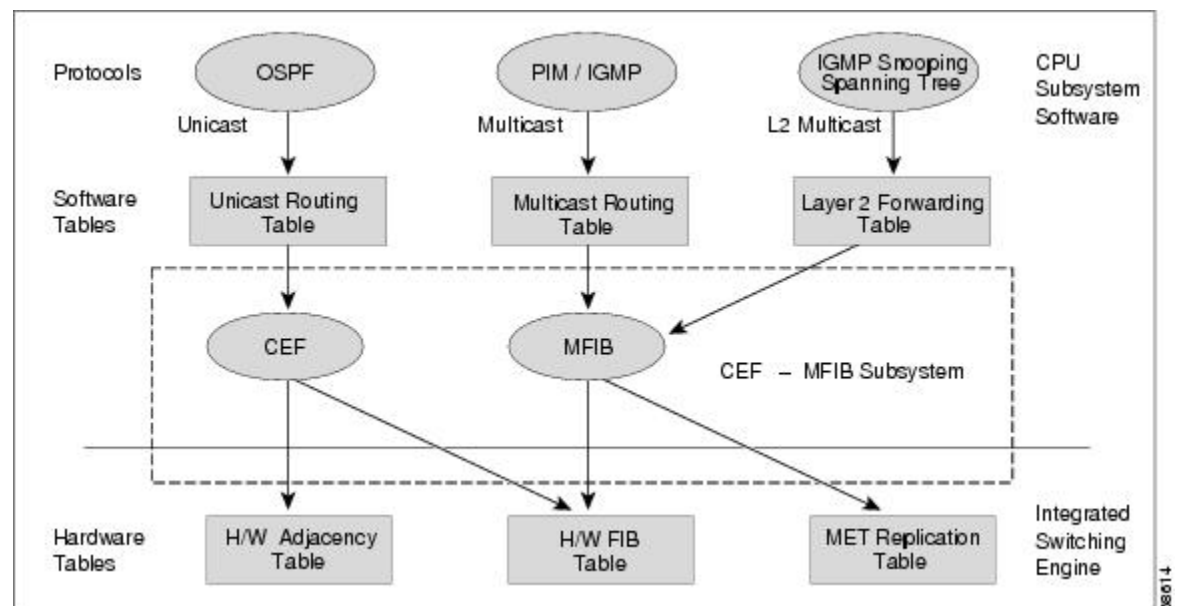 Protocols
OSPF
PIM / IGMP
IGMP Snooping
Spanning Tree
CPU
Subsystem
Software
Unicast
Multicast
L2 Multicast
Software
Tables
Unicast Routing
Table
Multicast Routing
Table
Layer 2 Forwarding
Table
CEF
MFIB
CEF – MFIB Subsystem
Hardware
Tables
H/W Adjacency
Table
H/W FIB
Table
MET Replication
Table
Integrated
Switching
Engine